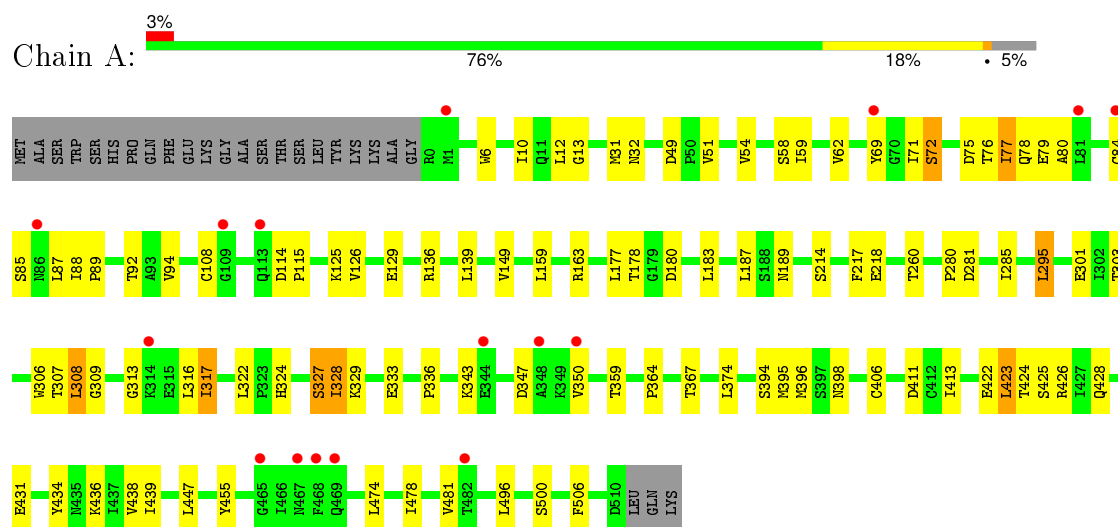 3%
Chain A:
76% 18% • 5%
MET ALA SER TRP SER HIS PRO GLN PHE GLU LYS GLY ALA SER ASP THR SER LEU TYR LYS LYS ALA GLY R0 M1 W6 I10 Q11 L12 G13 M31 N32 D49 P50 V51 V54 S58 I59 V62 Y69 G70 I71 S72 D75 T76 I77 Q78 E79 A80 L81
S85 N86 L87 I88 P89 T92 A93 V94 C108 G109 Q113 D114 P115 K125 V126 E129 R136 L139 V149 L159 R163 L177 T178 G179 D180 L183 L187 S188 N189 S214 F217 E218 T260 P280 D281 I285 L295 E301 I302 T303
W306 T307 L308 G309 G313 K314 E315 L316 I317 L322 P323 H324 S327 I328 K329 E333 P336 K343 E344 D347 A348 K349 V350 T359 P364 T367 L374 S394 M395 M396 S397 N398 C406 D411 C412 I413 E422 L423 T424 S425 R426 I427 Q428
E431 Y434 N435 K436 I437 V438 I439 L447 Y455 G465 I466 N467 F468 Q469 L474 I478 V481 T482 L496 S500 F506 D510 LEU GLN LYS